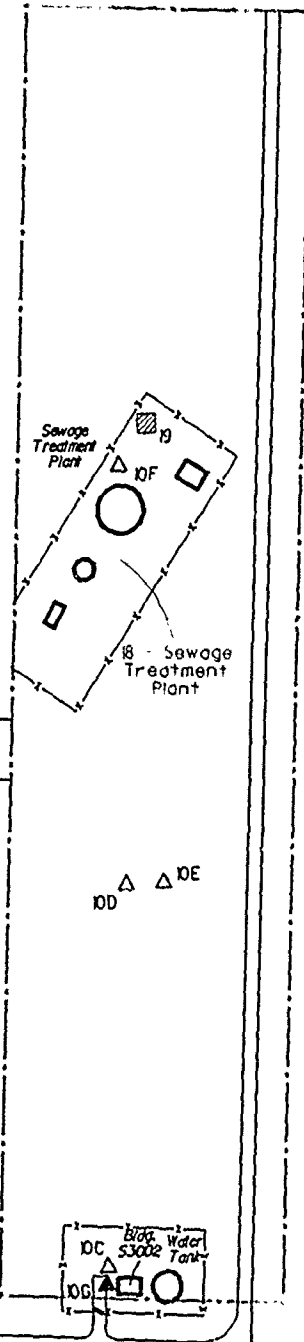 Sewage
Treatment
Plant
19
10F
18 - Sewage
Treatment
Plant
10D
10E
10C
Bldg.
S3002
Water
Tank
10G